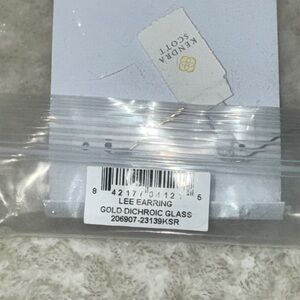 KENDRA
SCOTT
LEE EARRING
GOLD DICHROIC GLASS
206907-23139KSR